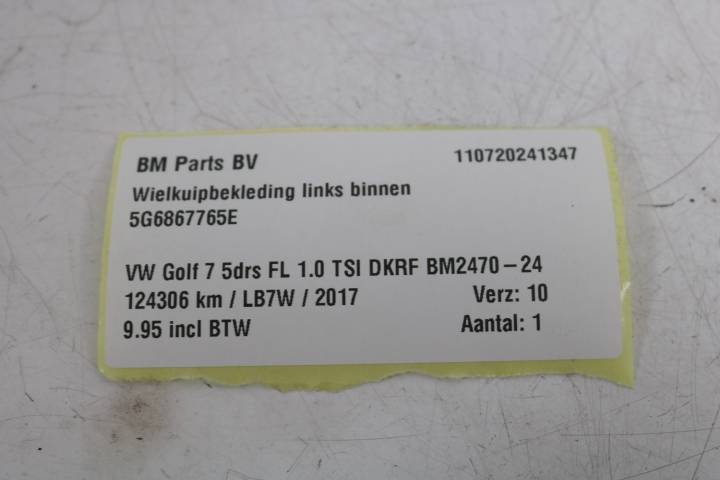 BM Parts BV 110720241347
Wielkuipbekleding links binnen
5G6867765E
VW Golf 7 5drs FL 1.0 TSI DKRF BM2470-24
124306 km / LB7W / 2017 Verz: 10
9.95 incl BTW Aantal: 1